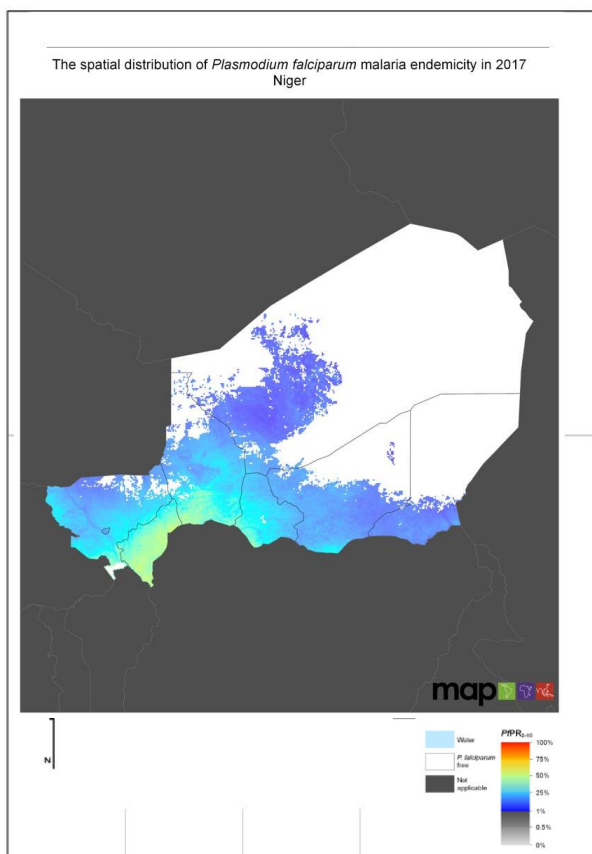 The spatial distribution of Plasmodium falciparum malaria endemicity in 2017
Niger
map
N
Water
P. falciparum
free
Not
applicable
PfPR2-10
100%
75%
50%
25%
1%
0.5%
0%